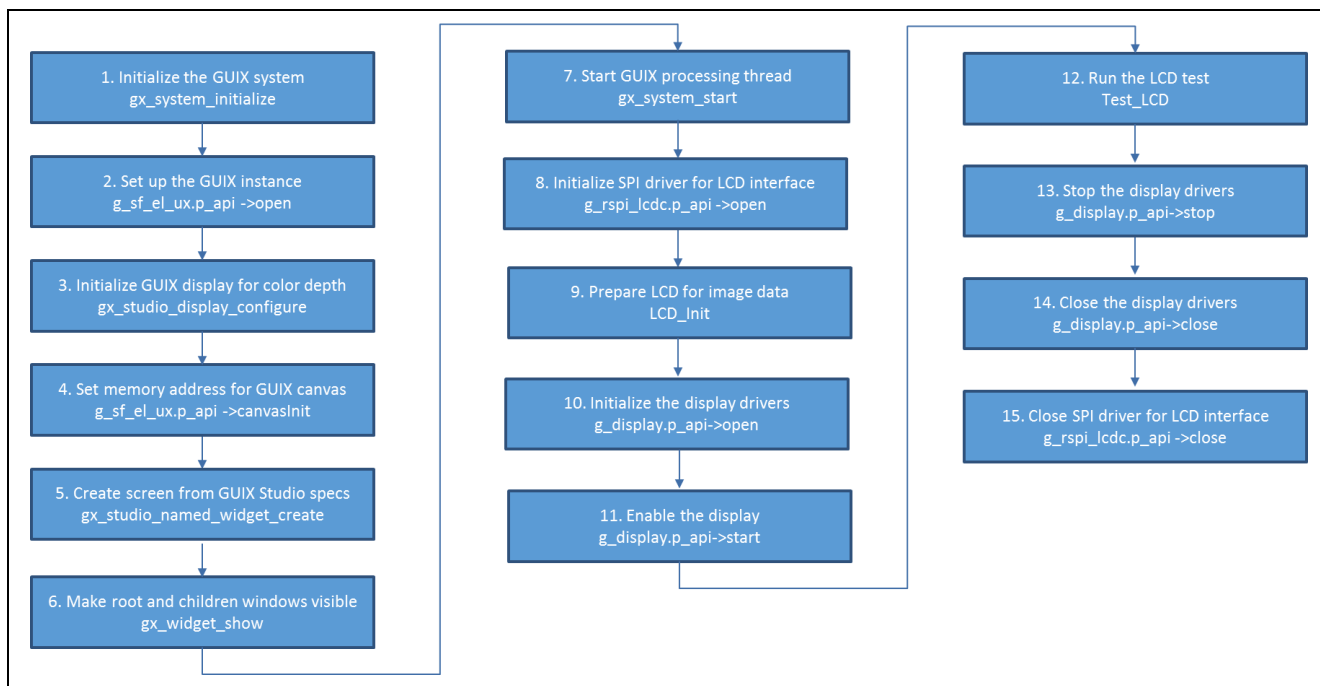 1. Initialize the GUIX system
gx_system_initialize
2. Set up the GUIX instance
g_sf_el_ux.p_api ->open
3. Initialize GUIX display for color depth
gx_studio_display_configure
4. Set memory address for GUIX canvas
g_sf_el_ux.p_api ->canvasInit
5. Create screen from GUIX Studio specs
gx_studio_named_widget_create
6. Make root and children windows visible
gx_widget_show
7. Start GUIX processing thread
gx_system_start
8. Initialize SPI driver for LCD interface
g_rspi_lcdc.p_api ->open
9. Prepare LCD for image data
LCD_Init
10. Initialize the display drivers
g_display.p_api->open
11. Enable the display
g_display.p_api->start
12. Run the LCD test
Test_LCD
13. Stop the display drivers
g_display.p_api->stop
14. Close the display drivers
g_display.p_api->close
15. Close SPI driver for LCD interface
g_rspi_lcdc.p_api ->close